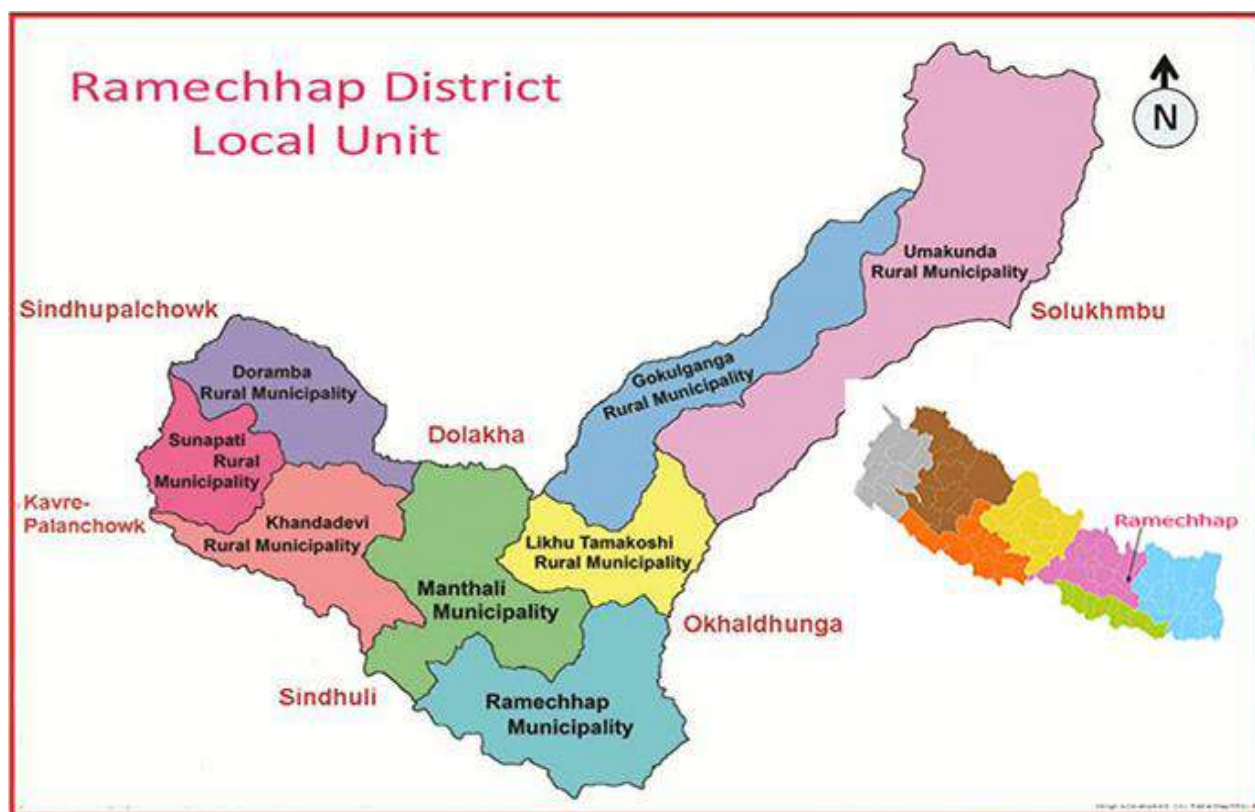 Ramechhap District
Local Unit
N
Umakunda
Rural Municipality
Solukhmbu
Sindhupalchowk
Doramba
Rural Municipality
Gokulganga
Rural Municipality
Dolakha
Sunapati
Rural
Municipality
Kavre-
Palanchowk
Khandadevi
Rural Municipality
Ramechhap
Likhu Tamakoshi
Rural Municipality
Manthali
Municipality
Okhaldhunga
Sindhuli
Ramechhap
Municipality